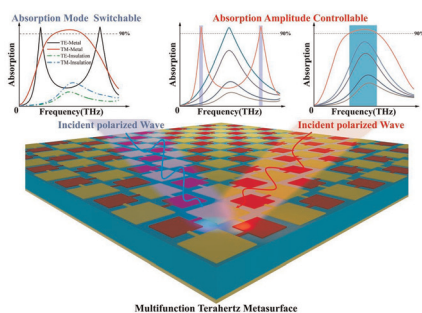 Absorption Mode Switchable
Absorption Amplitude Controllable
Absorption
90%
TE-Metal
TM-Metal
TE-Insulation
TM-Insulation
0
Frequency(THz)
Absorption
90%
0
Frequency(THz)
Absorption
90%
0
Frequency(THz)
Incident polarized Wave
Incident polarized Wave
Multifunction Terahertz Metasurface